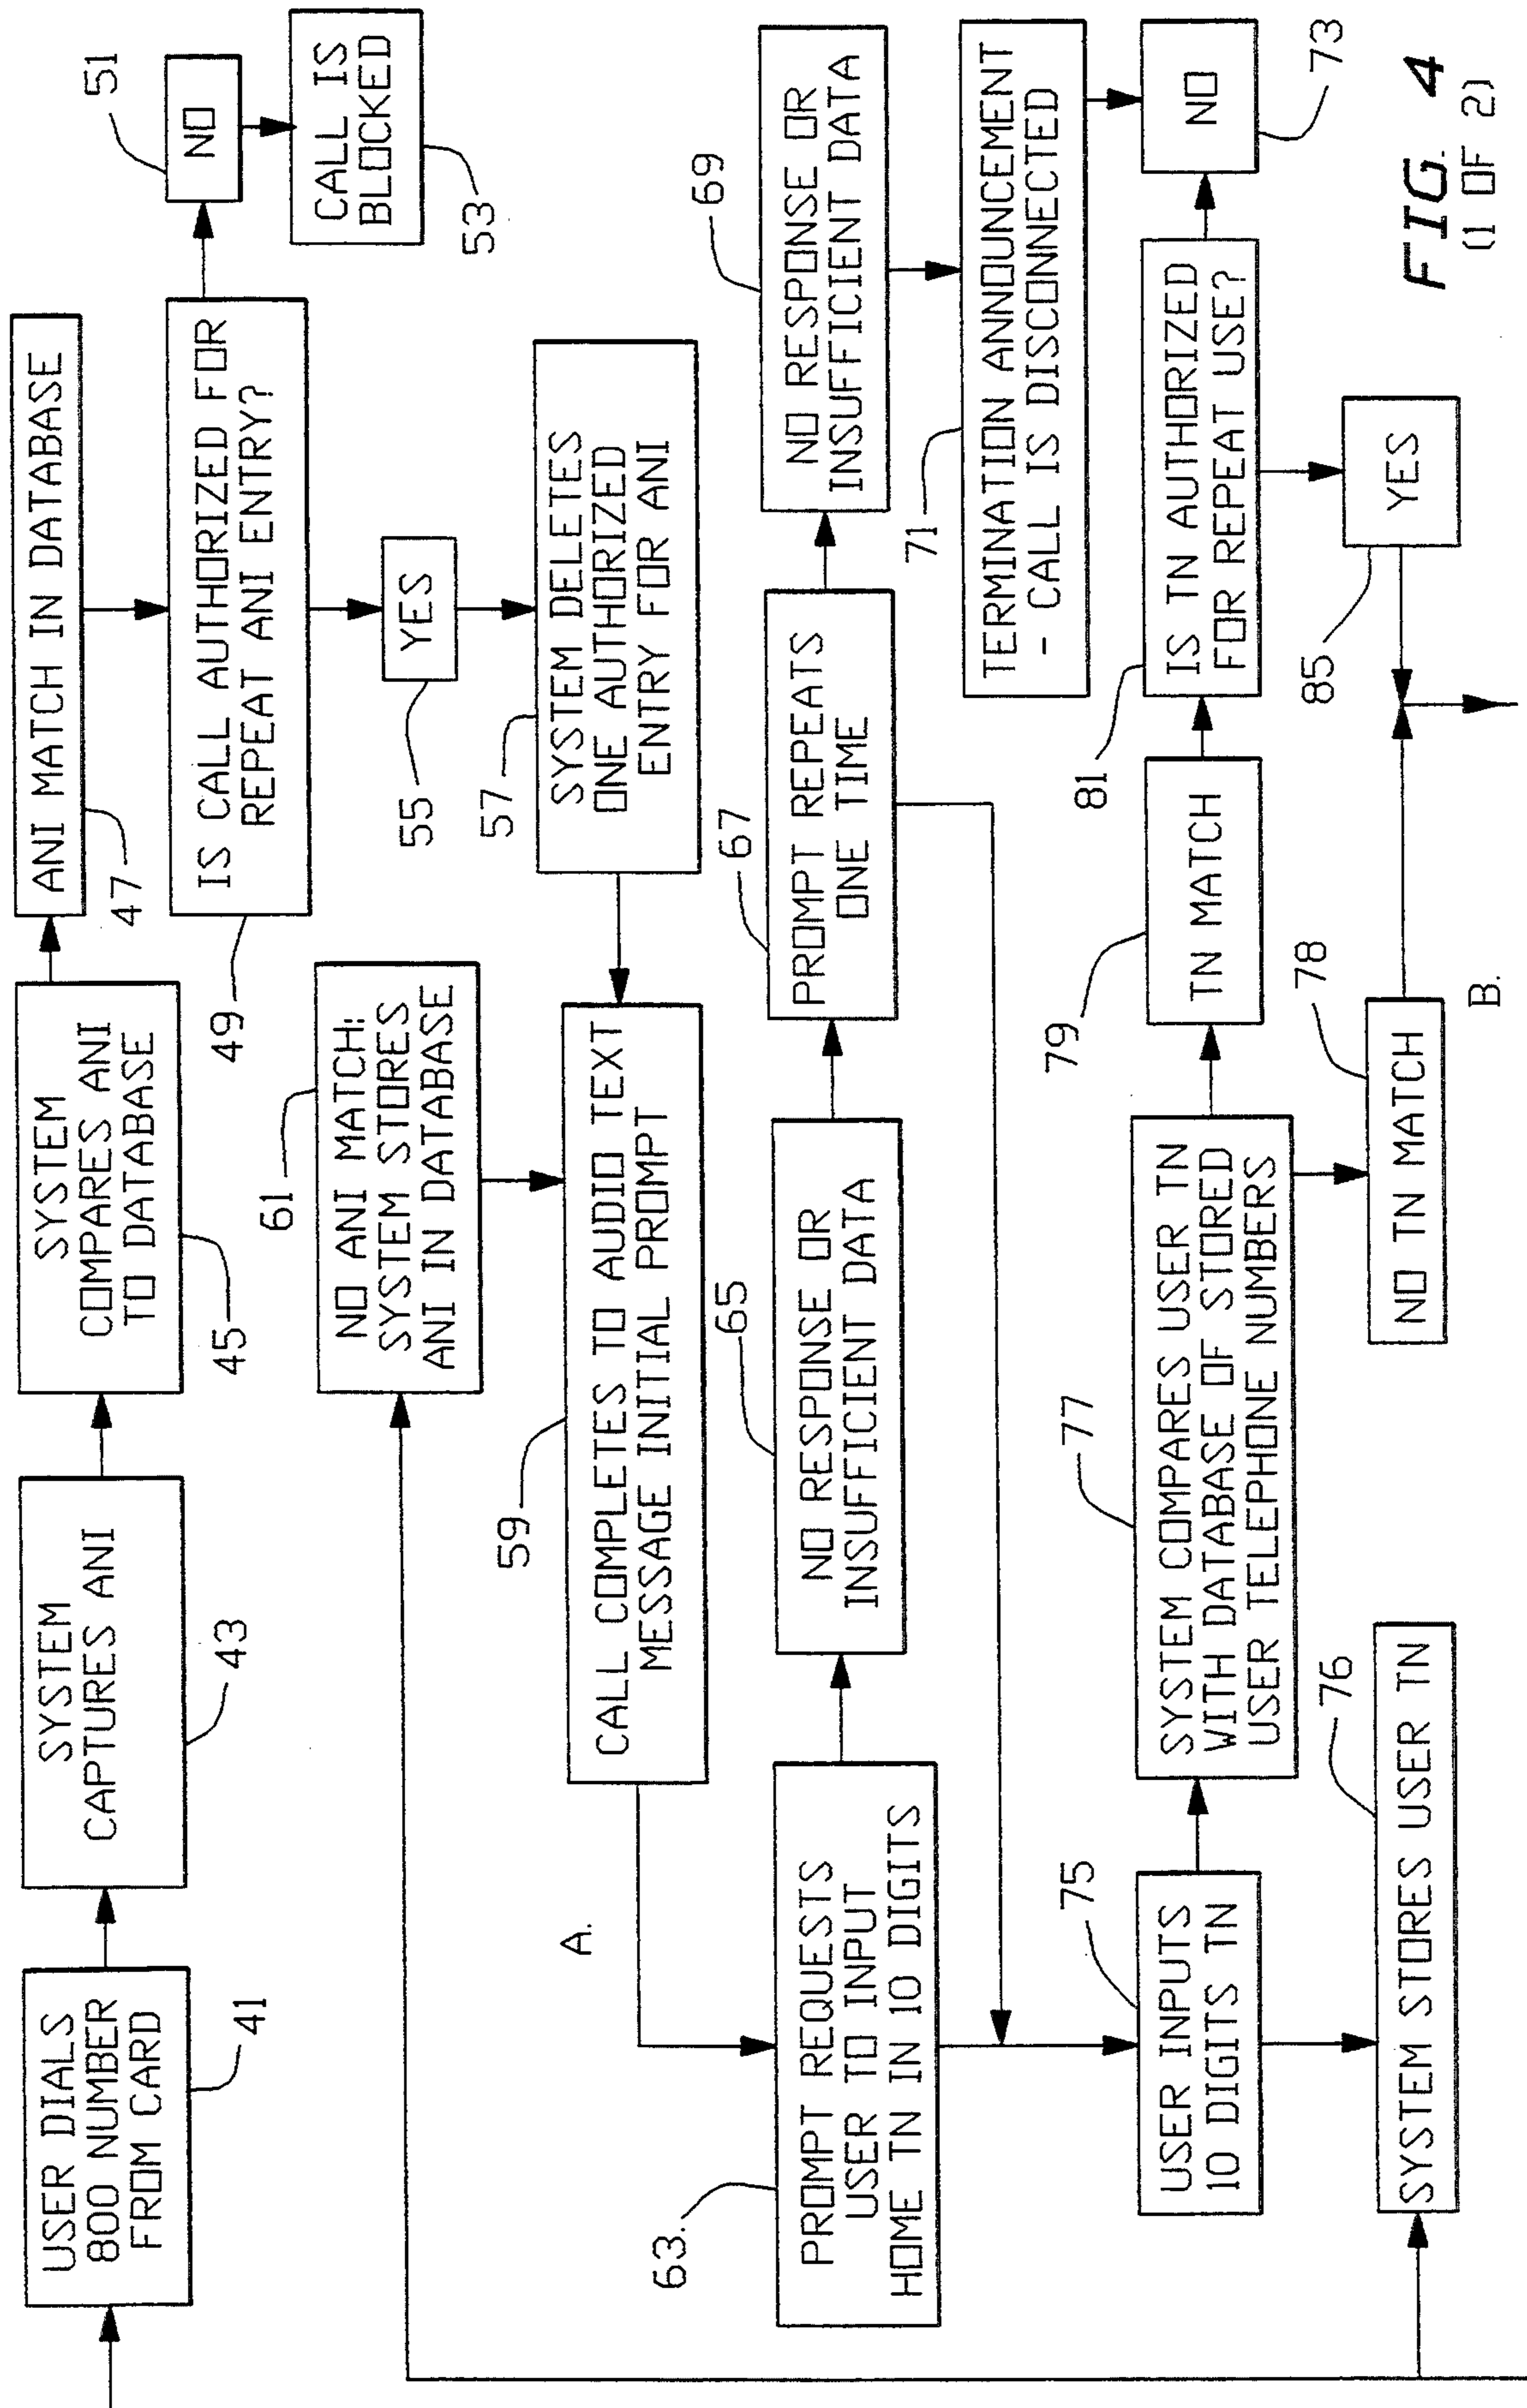 USER DIALS
800 NUMBER
FROM CARD
41
SYSTEM
CAPTURES ANI
43
SYSTEM
COMPARES ANI
TO DATABASE
45
ANI MATCH IN DATABASE
47
IS CALL AUTHORIZED FOR
REPEAT ANI ENTRY?
49
NO
51
CALL IS
BLOCKED
53
YES
55
SYSTEM DELETES
ONE AUTHORIZED
ENTRY FOR ANI
57
61
NO ANI MATCH:
SYSTEM STORES
ANI IN DATABASE
59
CALL COMPLETES TO AUDIO TEXT
MESSAGE INITIAL PROMPT
A.
63.
PROMPT REQUESTS
USER TO INPUT
HOME TN IN 10 DIGITS
65
NO RESPONSE OR
INSUFFICIENT DATA
67
PROMPT REPEATS
ONE TIME
69
NO RESPONSE OR
INSUFFICIENT DATA
71
TERMINATION ANNOUNCEMENT
- CALL IS DISCONNECTED
75
USER INPUTS
10 DIGITS TN
77
SYSTEM COMPARES USER TN
WITH DATABASE OF STORED
USER TELEPHONE NUMBERS
79
TN MATCH
81
IS TN AUTHORIZED
FOR REPEAT USE?
NO
73
76
SYSTEM STORES USER TN
78
NO TN MATCH
85
YES
B.
FIG. 4
(1 OF 2)